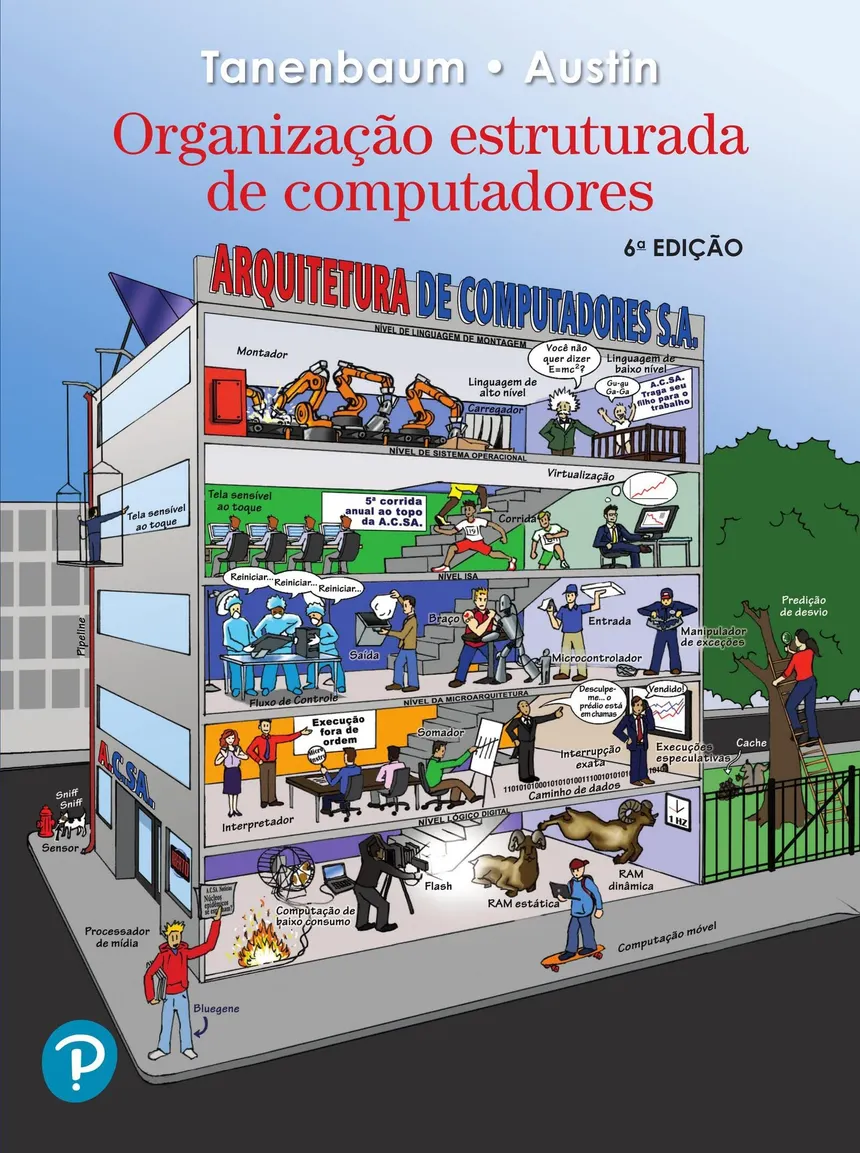 Tanenbaum • Austin
Organização estruturada
de computadores
6ª EDIÇÃO
ARQUITETURA DE COMPUTADORES S.A.
NÍVEL DE LINGUAGEM DE MONTAGEM
Montador
Linguagem de
alto nível
Carregador
Você não
quer dizer
E=mc²?
Linguagem de
baixo nível
Gu-gu
Ga-Ga
A.C.SA.
Traga seu
filho para o
trabalho
NÍVEL DE SISTEMA OPERACIONAL
Virtualização
Tela sensível
ao toque
Tela sensível
ao toque
5ª corrida
anual ao topo
da A.C.SA.
Corrida
NÍVEL ISA
Reiniciar...
Reiniciar...
Reiniciar...
Saída
Braço
Entrada
Microcontrolador
Manipulador
de exceções
Fluxo de Controle
Predição
de desvio
Pipeline
NÍVEL DA MICROARQUITETURA
Execução
fora de
ordem
Somador
Desculpe-
me... o
prédio está
em chamas
Vendido!
Interrupção
exata
Execuções
especulativas
Cache
Caminho de dados
Interpretador
A.C.SA.
Sniff
Sniff
Sensor
NÍVEL LÓGICO DIGITAL
1 HZ
Flash
RAM estática
RAM
dinâmica
Computação de
baixo consumo
Computação móvel
A.C.SA. Notícias
Núcleos
Processador
de mídia
Bluegene
P